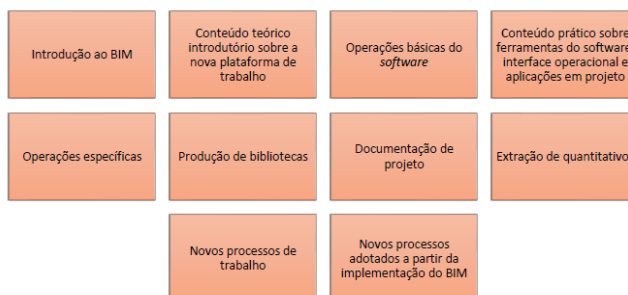 Introdução ao BIM
Conteúdo teórico
introdutório sobre a
nova plataforma de
trabalho
Operações básicas do
software
Conteúdo prático sobre
ferramentas do software
interface operacional e
aplicações em projeto
Operações específicas
Produção de bibliotecas
Documentação de
projeto
Extração de quantitativo
Novos processos de
trabalho
Novos processos
adotados a partir da
implementação do BIM